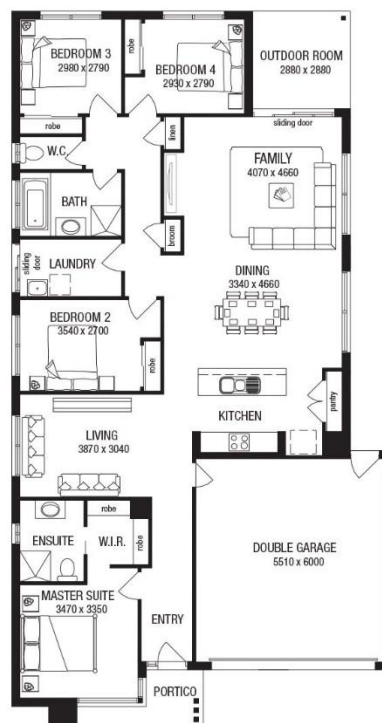 BEDROOM 3
2980 x 2790
robe
BEDROOM 4
2930 x 2790
OUTDOOR ROOM
2880 x 2880
sliding door
robe
W.C.
linen
FAMILY
4070 x 4660
BATH
broom
sliding
door
LAUNDRY
DINING
3340 x 4660
BEDROOM 2
3540 x 2700
robe
KITCHEN
pantry
LIVING
3870 x 3040
ENSUITE
W.I.R.
robe
DOUBLE GARAGE
5510 x 6000
MASTER SUITE
3470 x 3350
ENTRY
PORTICO